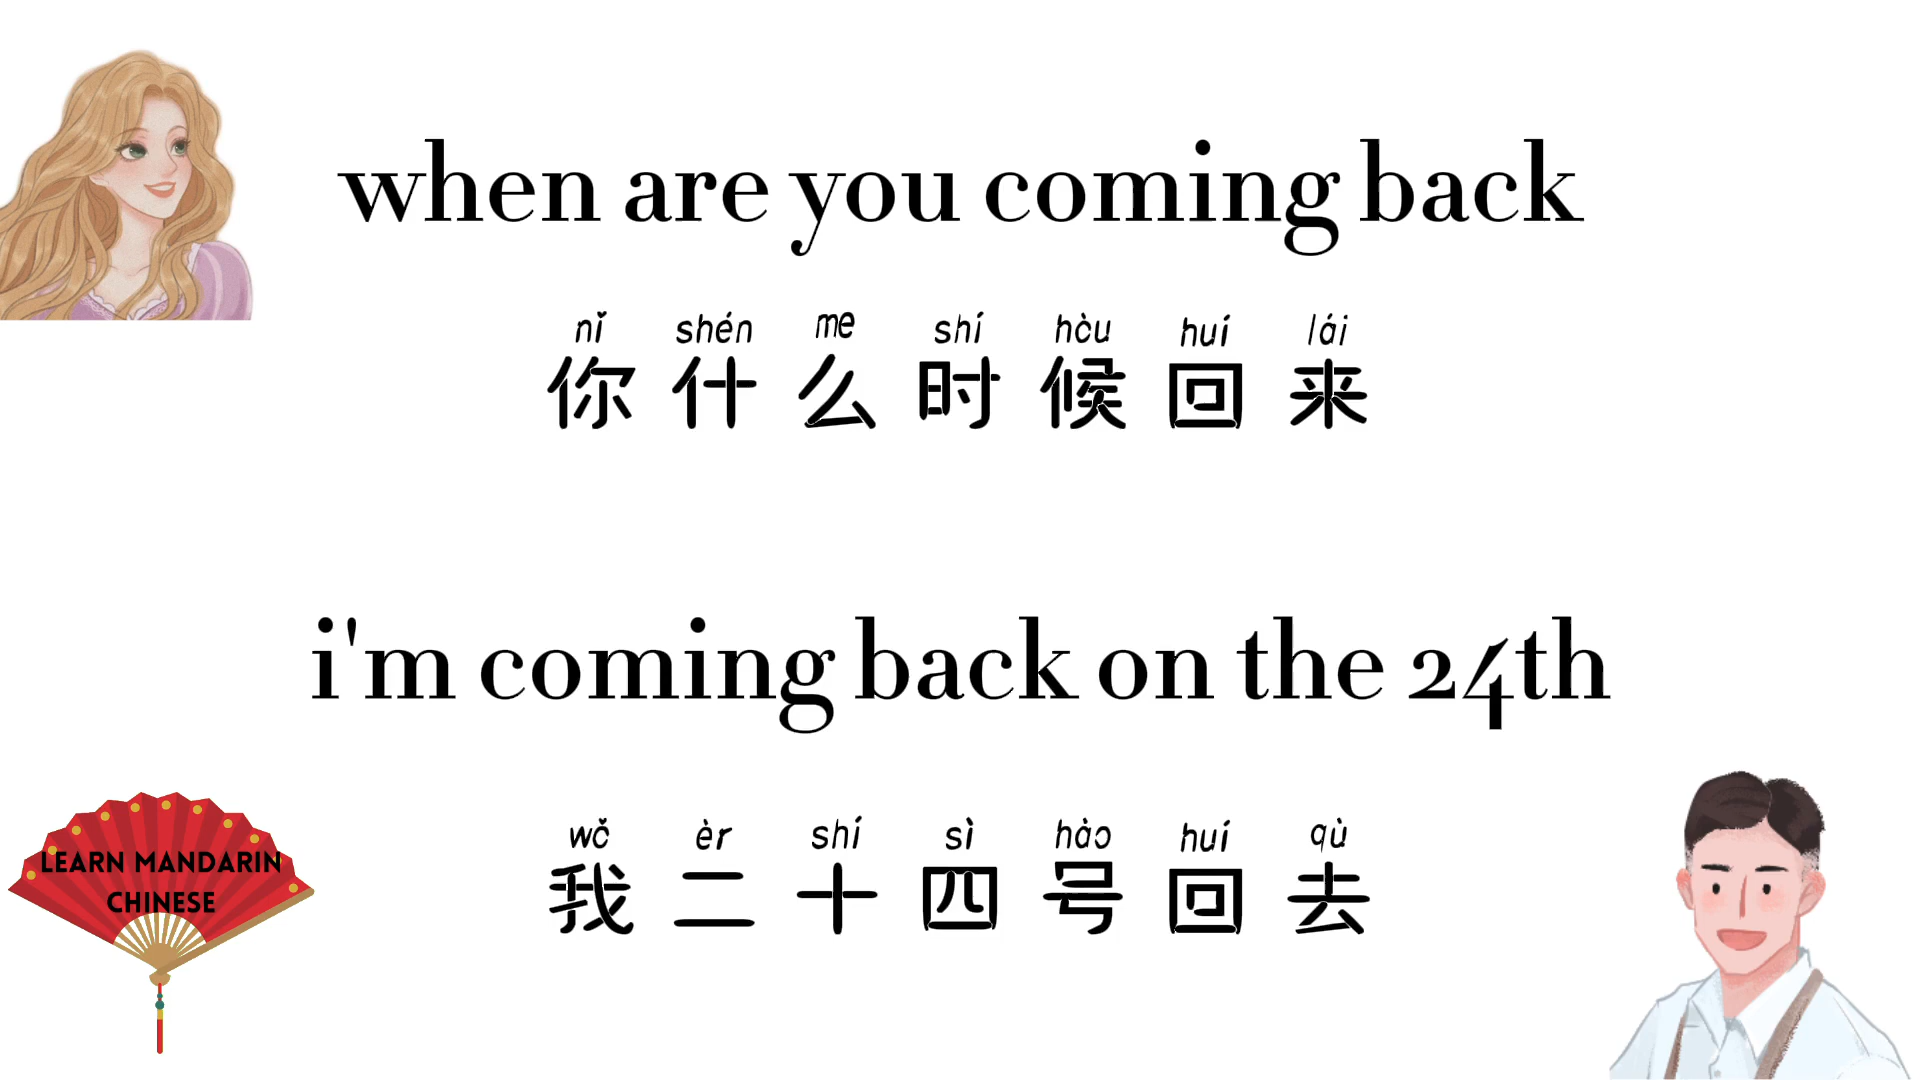 when are you coming back
nǐ shén me shí hòu huí lái
你什么时候回来
i'm coming back on the 24th
wǒ èr shí sì hào huí qù
我二十四号回去
LEARN MANDARIN
CHINESE